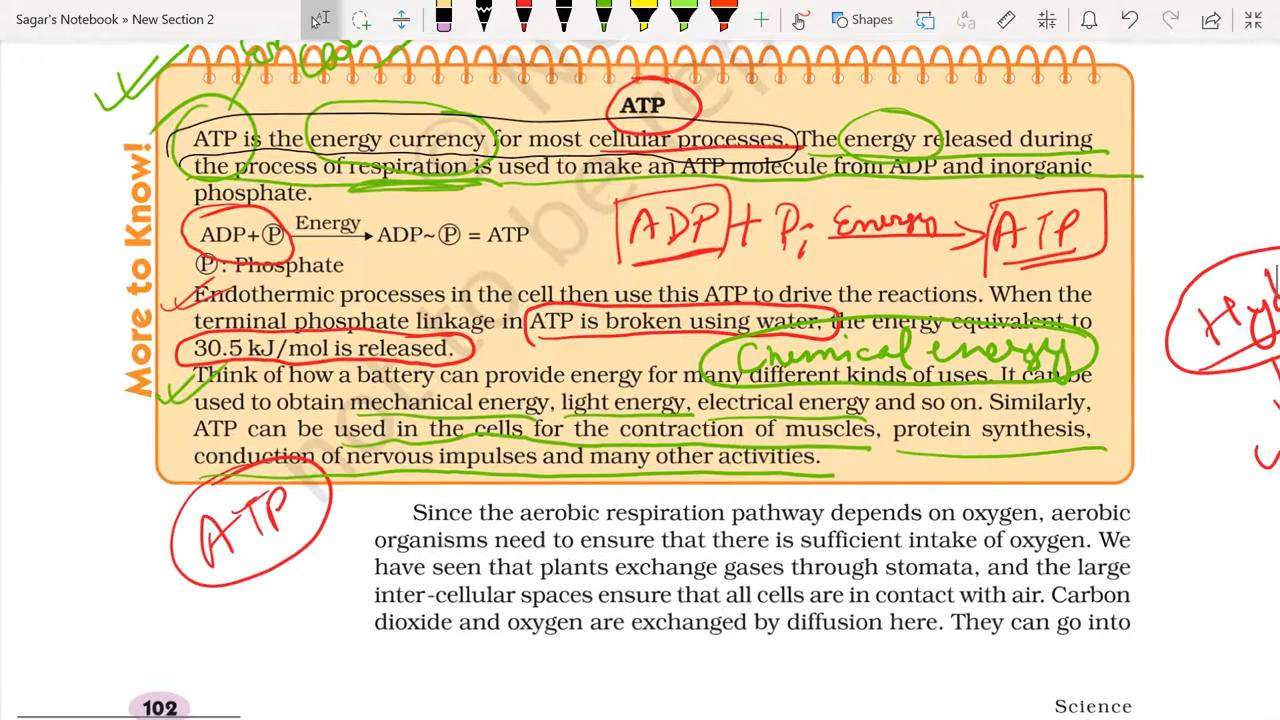 Sagar's Notebook » New Section 2
Shapes
More to Know!
ATP
ATP is the energy currency for most cellular processes. The energy released during
the process of respiration is used to make an ATP molecule from ADP and inorganic
phosphate.
ADP+Ⓟ Energy→ ADP~Ⓟ = ATP
ADP + Pi Energy→ ATP
Ⓟ: Phosphate
Endothermic processes in the cell then use this ATP to drive the reactions. When the
terminal phosphate linkage in ATP is broken using water, the energy equivalent to
30.5 kJ/mol is released.
Chemical energy
Think of how a battery can provide energy for many different kinds of uses. It can be
used to obtain mechanical energy, light energy, electrical energy and so on. Similarly,
ATP can be used in the cells for the contraction of muscles, protein synthesis,
conduction of nervous impulses and many other activities.
ATP
Since the aerobic respiration pathway depends on oxygen, aerobic
organisms need to ensure that there is sufficient intake of oxygen. We
have seen that plants exchange gases through stomata, and the large
inter-cellular spaces ensure that all cells are in contact with air. Carbon
dioxide and oxygen are exchanged by diffusion here. They can go into
102
Science